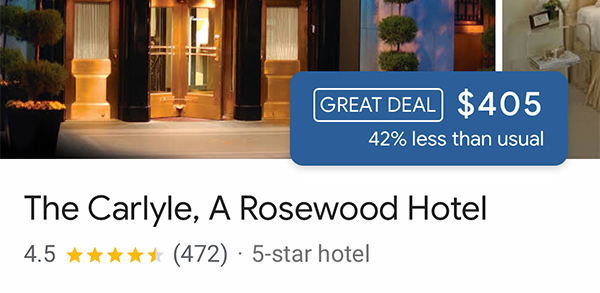 GREAT DEAL $405
42% less than usual
The Carlyle, A Rosewood Hotel
4.5 (472) · 5-star hotel